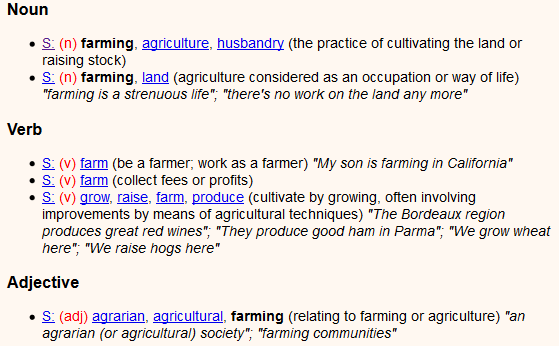 Noun
• S: (n) farming, agriculture, husbandry (the practice of cultivating the land or
raising stock)
• S: (n) farming, land (agriculture considered as an occupation or way of life)
"farming is a strenuous life"; "there's no work on the land any more"
Verb
• S: (v) farm (be a farmer; work as a farmer) "My son is farming in California"
• S: (v) farm (collect fees or profits)
• S: (v) grow, raise, farm, produce (cultivate by growing, often involving
improvements by means of agricultural techniques) "The Bordeaux region
produces great red wines"; "They produce good ham in Parma"; "We grow wheat
here"; "We raise hogs here"
Adjective
• S: (adj) agrarian, agricultural, farming (relating to farming or agriculture) "an
agrarian (or agricultural) society"; "farming communities"